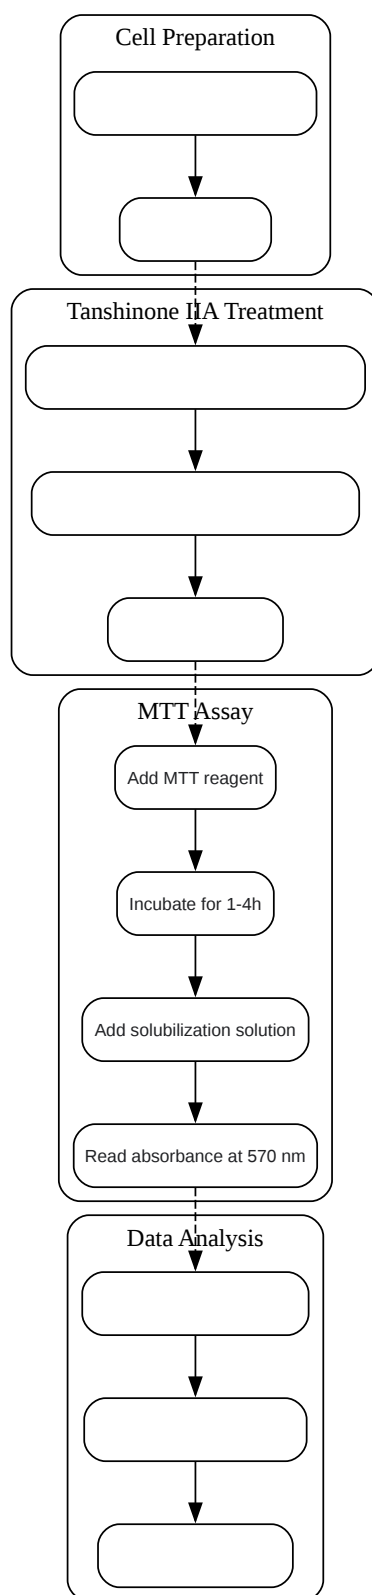 Cell Preparation
Tanshinone IIA Treatment
MTT Assay
Add MTT reagent
Incubate for 1-4h
Add solubilization solution
Read absorbance at 570 nm
Data Analysis